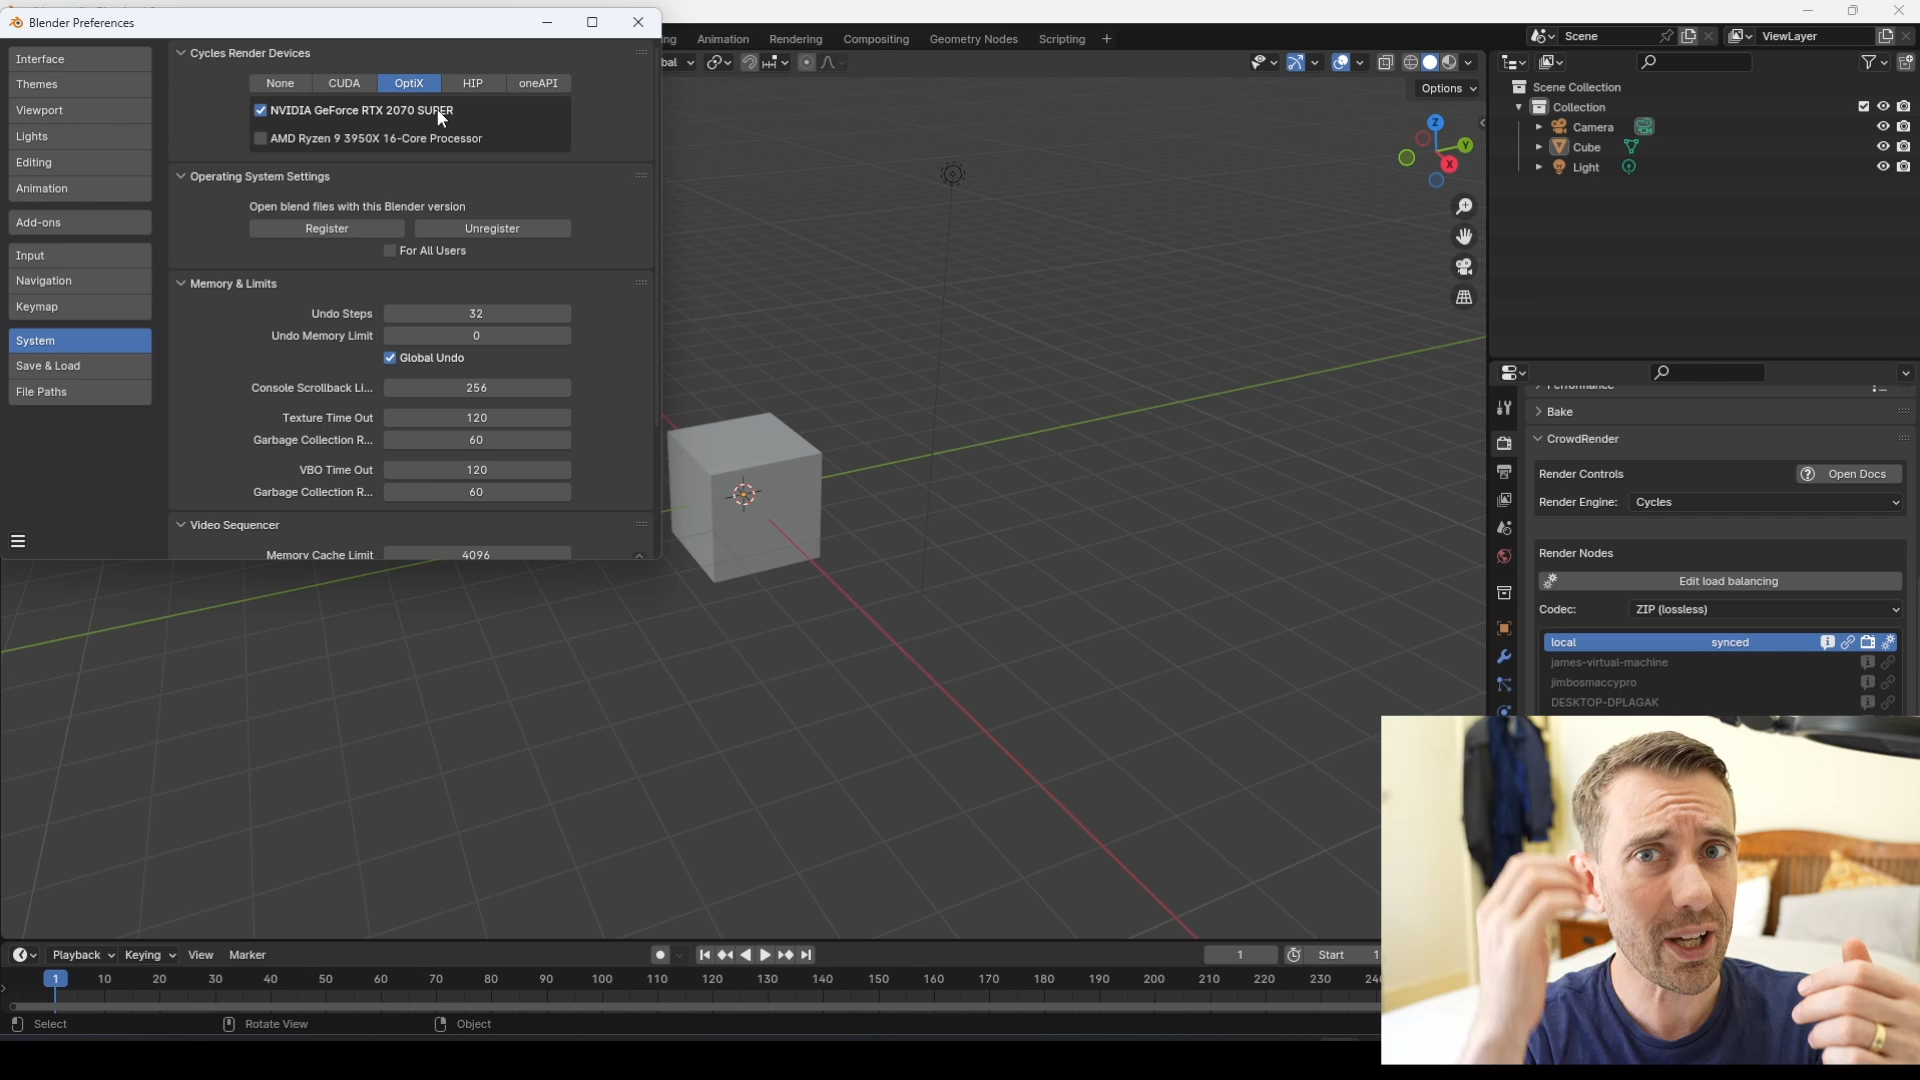 Blender Preferences
Interface
Themes
Viewport
Lights
Editing
Animation
Add-ons
Input
Navigation
Keymap
System
Save & Load
File Paths
Cycles Render Devices
None CUDA OptiX HIP oneAPI
NVIDIA GeForce RTX 2070 SUPER
AMD Ryzen 9 3950X 16-Core Processor
Operating System Settings
Open blend files with this Blender version
Register Unregister
For All Users
Memory & Limits
Undo Steps 32
Undo Memory Limit 0
Global Undo
Console Scrollback Li... 256
Texture Time Out 120
Garbage Collection R... 60
VBO Time Out 120
Garbage Collection R... 60
Video Sequencer
Memory Cache Limit 4096
Animation Rendering Compositing Geometry Nodes Scripting +
Scene ViewLayer
Options
Z
Y
X
Scene Collection
Collection
Camera
Cube
Light
Bake
CrowdRender
Render Controls Open Docs
Render Engine: Cycles
Render Nodes
Edit load balancing
Codec: ZIP (lossless)
local synced
james-virtual-machine
jimbosmaccypro
DESKTOP-DPLAGAK
Playback Keying View Marker
1 Start 1
1 10 20 30 40 50 60 70 80 90 100 110 120 130 140 150 160 170 180 190 200 210 220 230
Select Rotate View Object